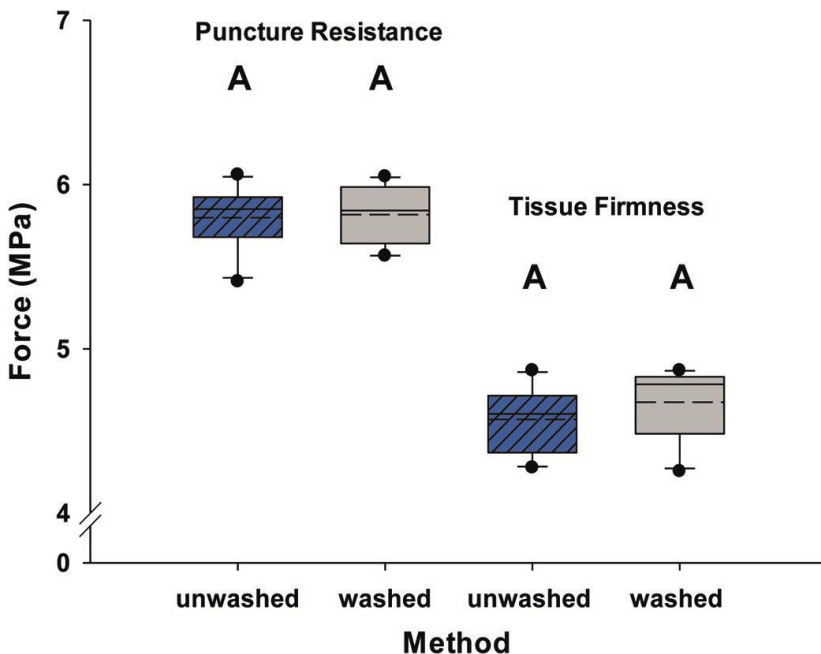 7
Puncture Resistance
A A
6
Tissue Firmness
A A
5
4
0
Force (MPa)
unwashed washed unwashed washed
Method